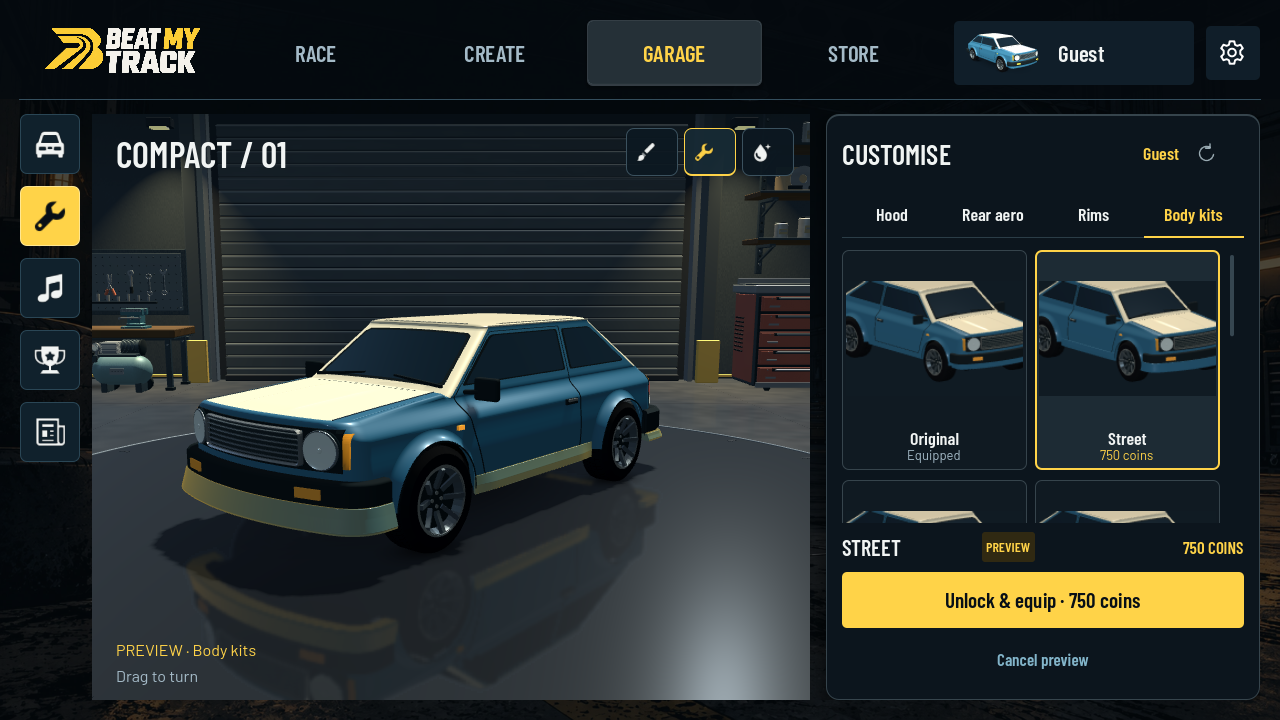 BEAT MY
TRACK
RACE
CREATE
GARAGE
STORE
Guest
COMPACT / 01
CUSTOMISE
Guest
Hood
Rear aero
Rims
Body kits
Original
Equipped
Street
750 coins
STREET
PREVIEW
750 COINS
Unlock & equip · 750 coins
Cancel preview
PREVIEW · Body kits
Drag to turn